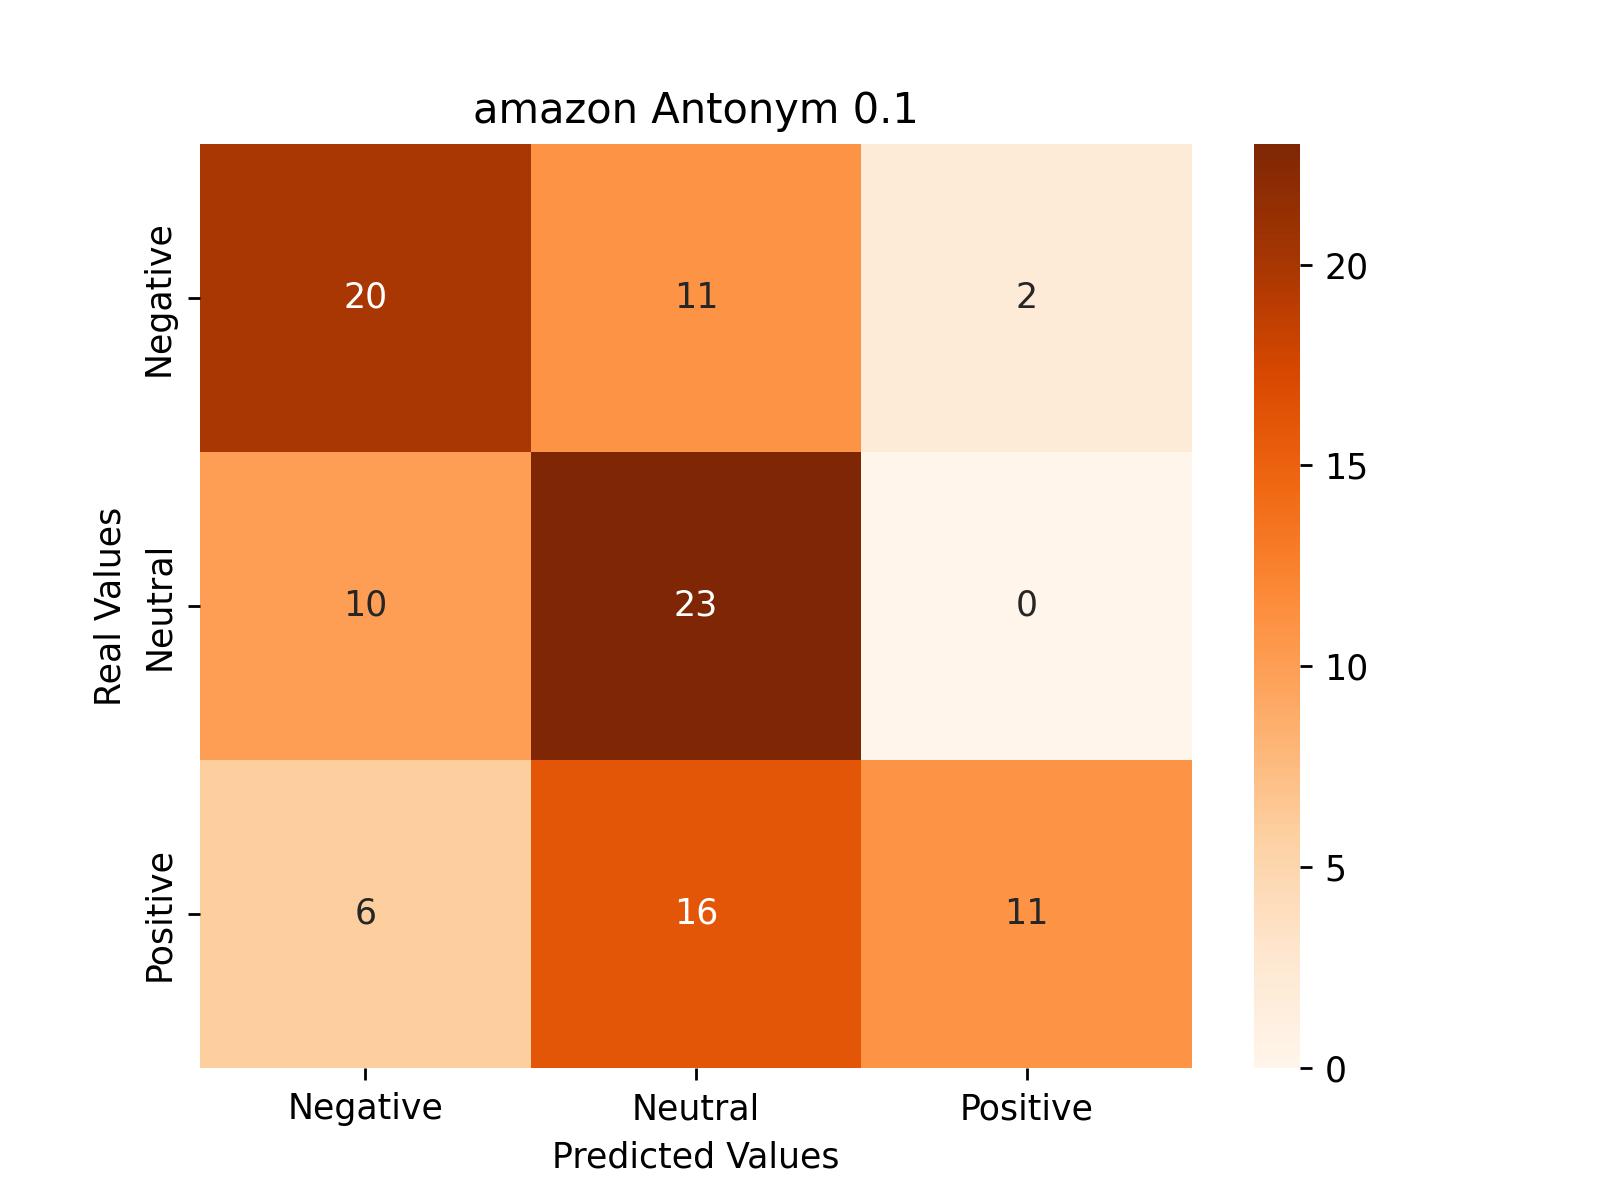 amazon Antonym 0.1
Real Values
Negative
20 11 2
Neutral
10 23 0
Positive
6 16 11
Negative Neutral Positive
Predicted Values
20
15
10
5
0